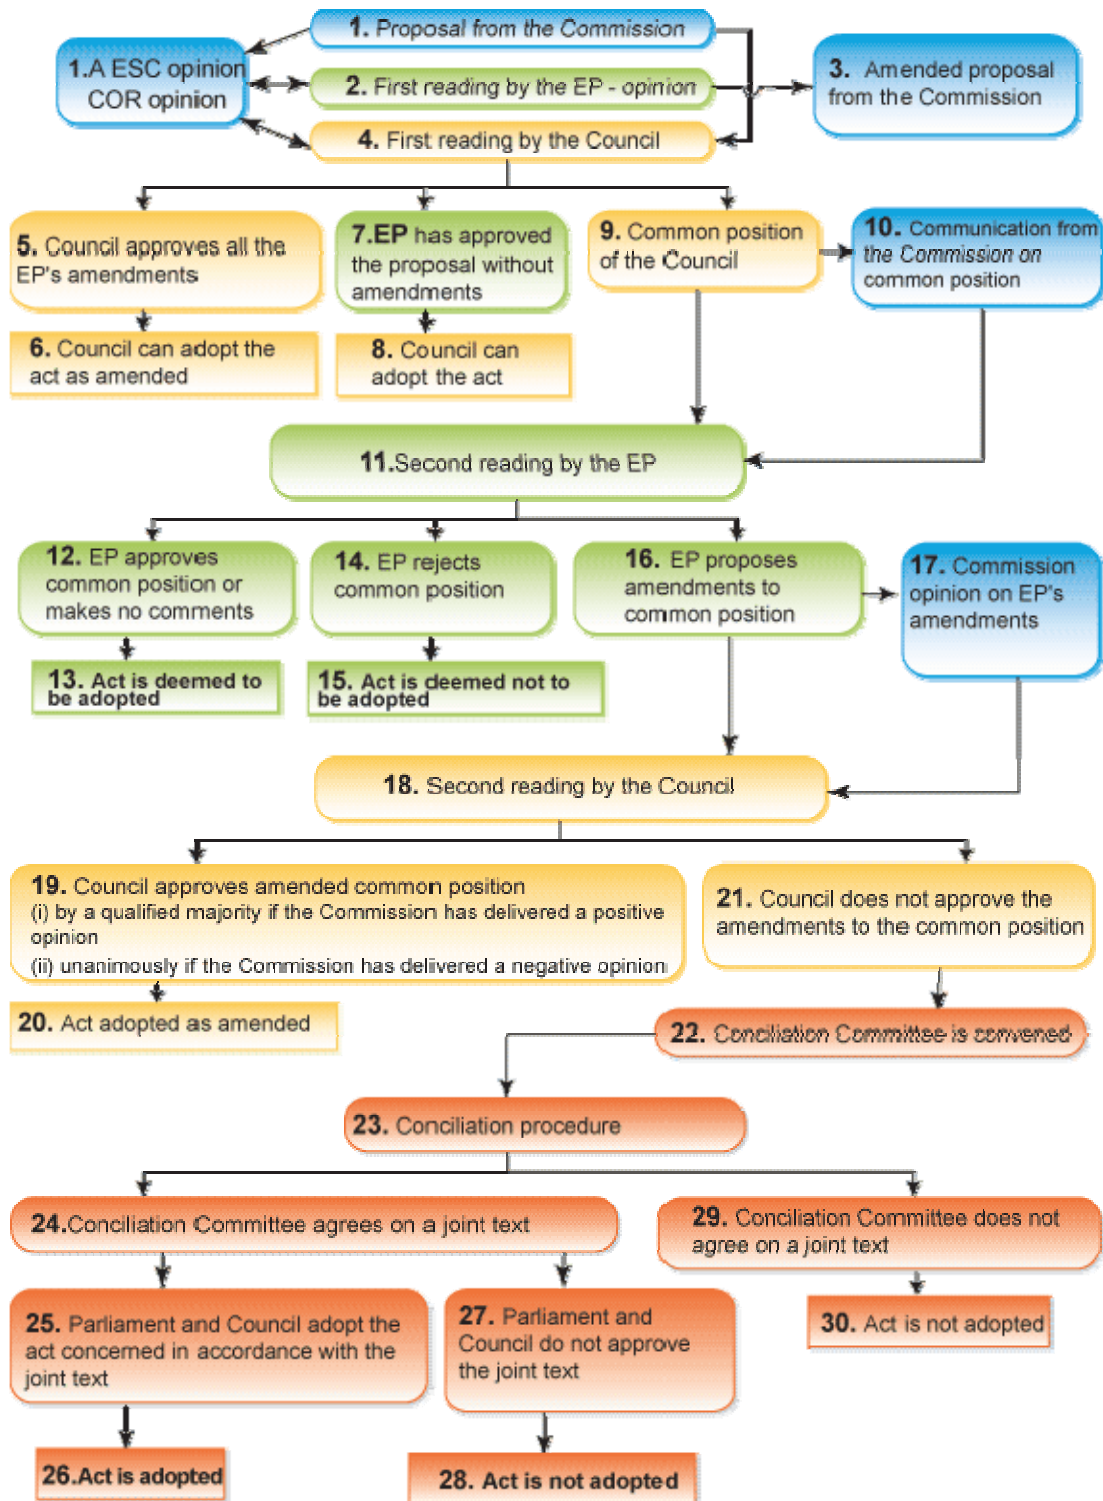 1. Proposal from the Commission
1.A ESC opinion
COR opinion
2. First reading by the EP - opinion
3. Amended proposal
from the Commission
4. First reading by the Council
5. Council approves all the
EP's amendments
7.EP has approved
the proposal without
amendments
9. Common position
of the Council
10. Communication from
the Commission on
common position
6. Council can adopt the
act as amended
8. Council can
adopt the act
11.Second reading by the EP
12. EP approves
common position or
makes no comments
14. EP rejects
common position
16. EP proposes
amendments to
common position
17. Commission
opinion on EP's
amendments
13. Act is deemed to
be adopted
15. Act is deemed not to
be adopted
18. Second reading by the Council
19. Council approves amended common position
(i) by a qualified majority if the Commission has delivered a positive
opinion
(ii) unanimously if the Commission has delivered a negative opinion
21. Council does not approve the
amendments to the common position
20. Act adopted as amended
22. Conciliation Committee is convened
23. Conciliation procedure
24.Conciliation Committee agrees on a joint text
29. Conciliation Committee does not
agree on a joint text
25. Parliament and Council adopt the
act concerned in accordance with the
joint text
27. Parliament and
Council do not approve
the joint text
30. Act is not adopted
26.Act is adopted
28. Act is not adopted